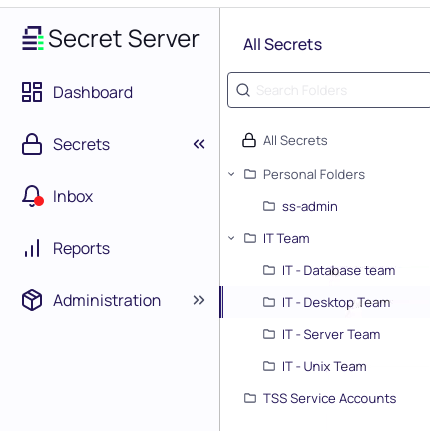 Secret Server
Dashboard
Secrets
Inbox
Reports
Administration
All Secrets
Search Folders
All Secrets
Personal Folders
ss-admin
IT Team
IT - Database team
IT - Desktop Team
IT - Server Team
IT - Unix Team
TSS Service Accounts